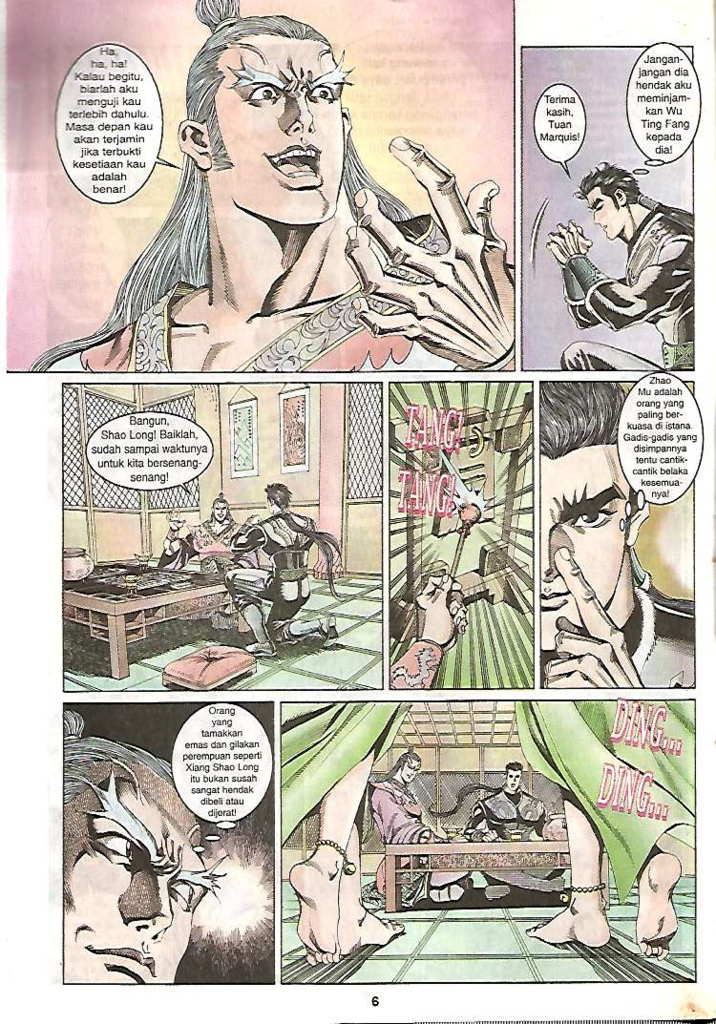 Ha,
ha, ha!
Kalau begitu,
biarlah aku
menguji kau
terlebih dahulu.
Masa depan kau
akan terjamin
jika terbukti
kesetiaan kau
adalah
benar!
Terima
kasih,
Tuan
Marquis!
Jangan-
jangan dia
hendak aku
meminjam-
kan Wu
Ting Fang
kepada
dia!
Bangun,
Shao Long! Baiklah,
sudah sampai waktunya
untuk kita bersenang-
senang!
TANG!
TANG!
Zhao
Mu adalah
orang yang
paling ber-
kuasa di istana.
Gadis-gadis yang
disimpannya
tentu cantik-
cantik belaka
kesemua-
nya!
Orang
yang
tamakkan
emas dan gilakan
perempuan seperti
Xiang Shao Long
itu bukan susah
sangat hendak
dibeli atau
dijerat!
DING...
DING...
6